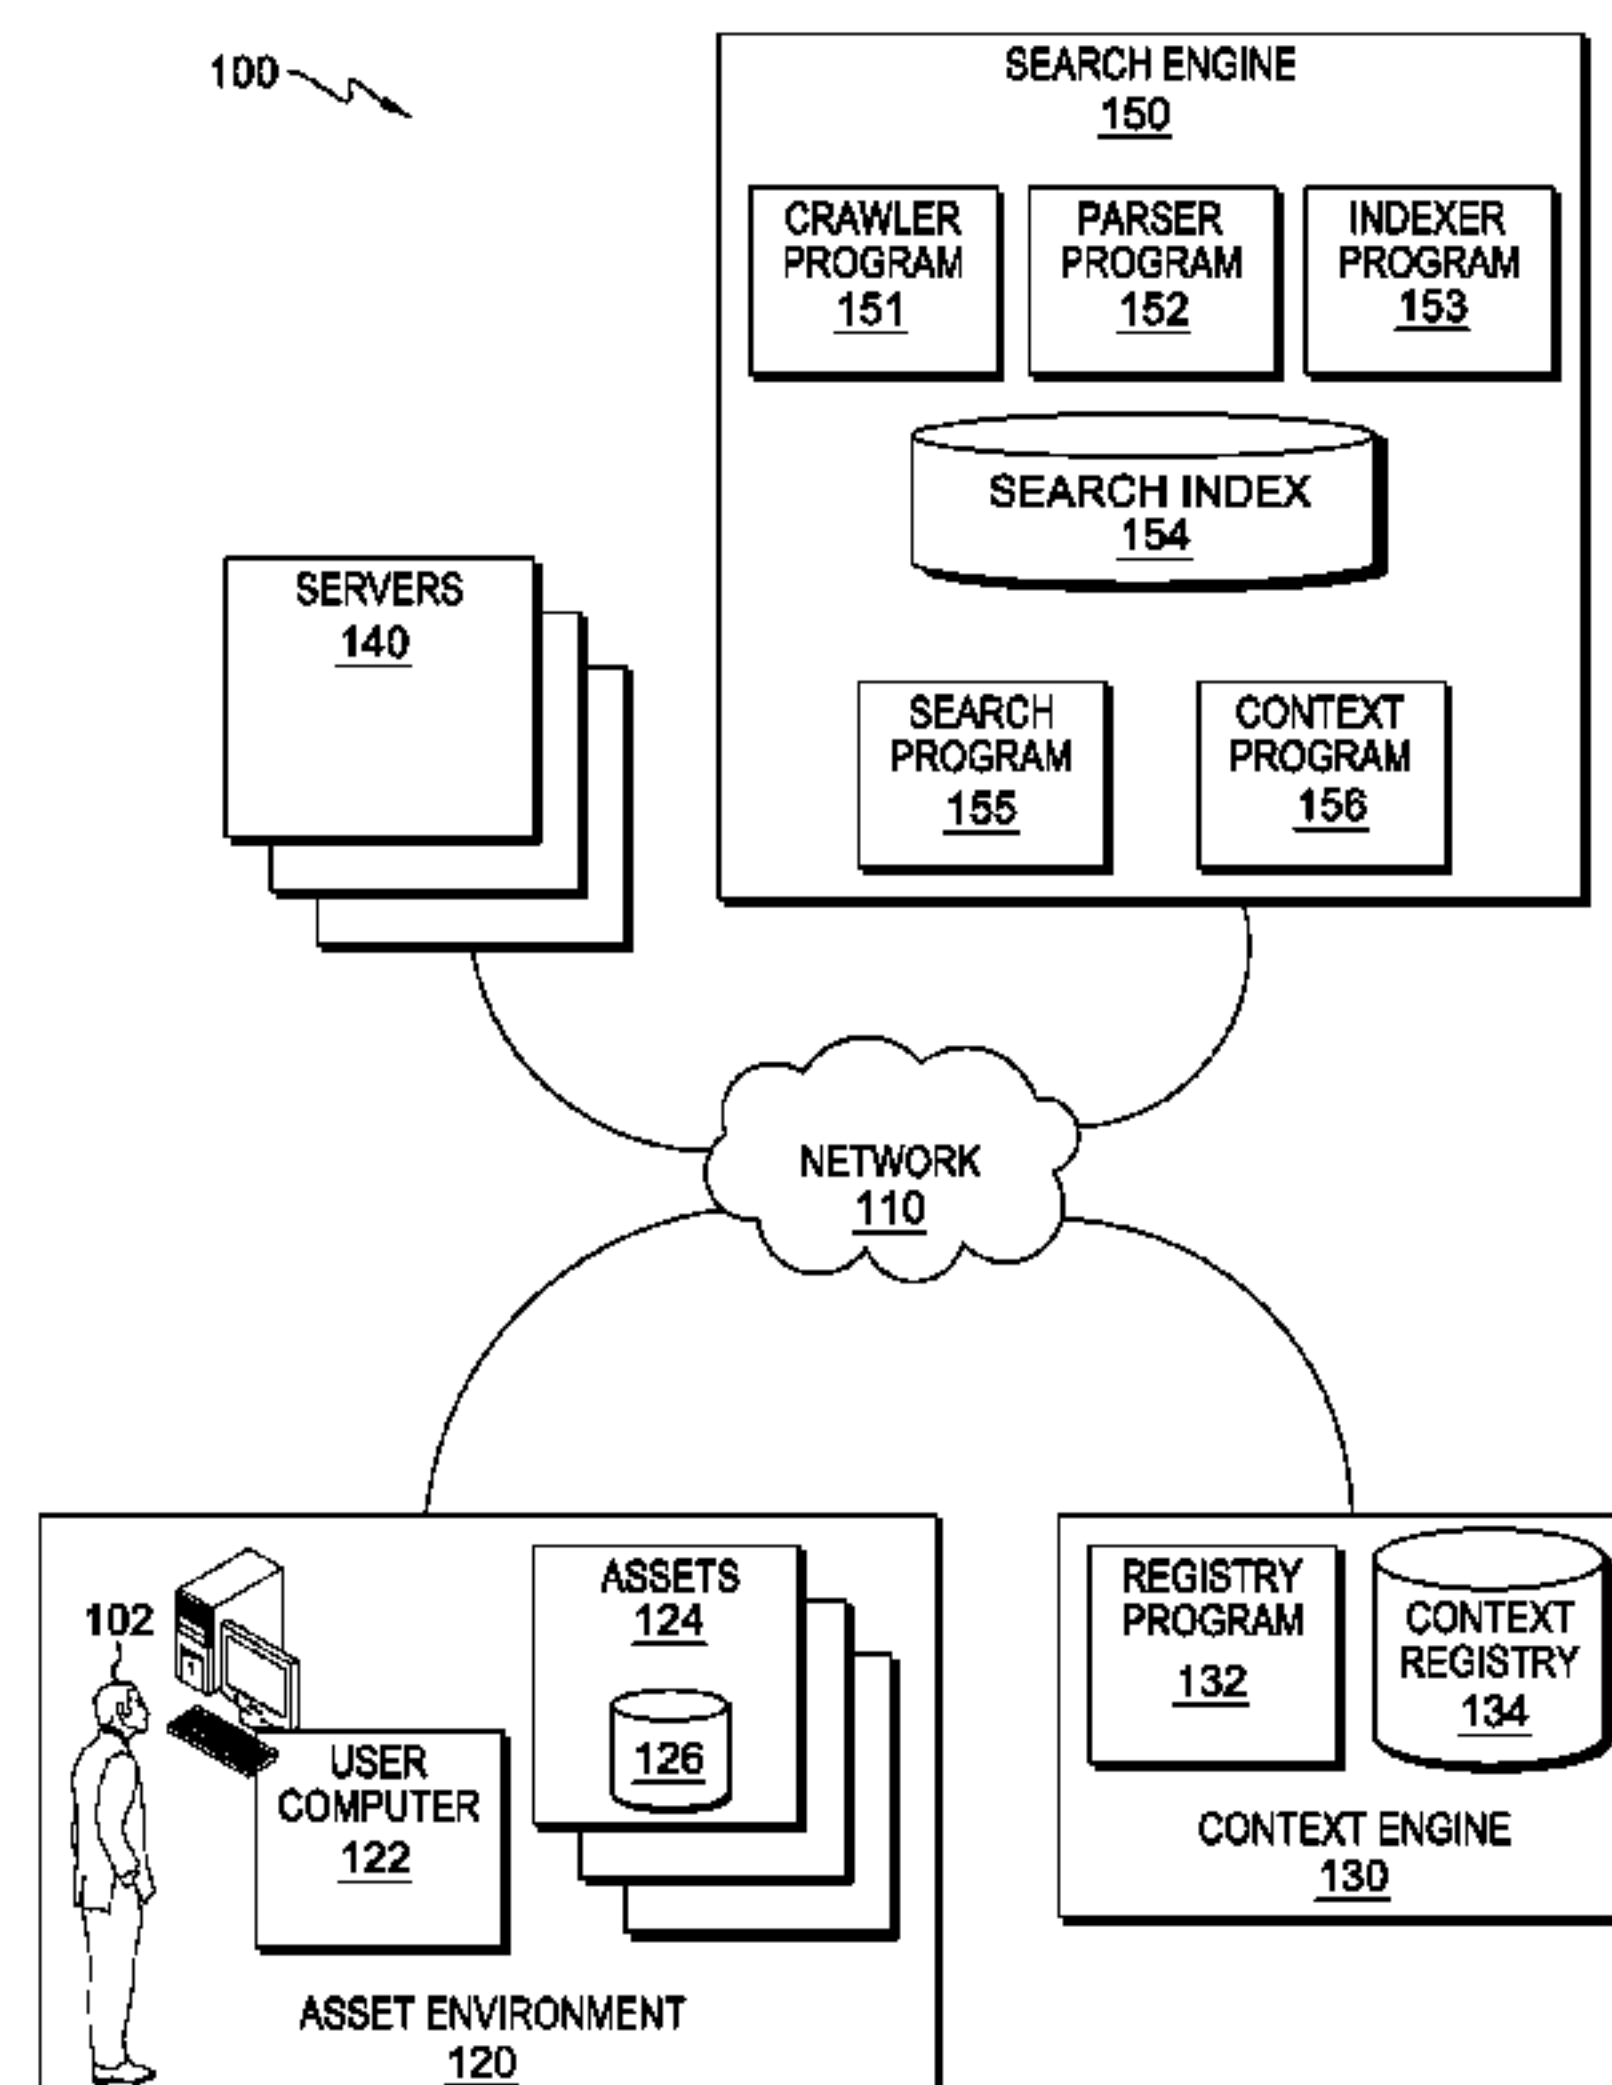 100
SEARCH ENGINE
150
CRAWLER
PROGRAM
151
PARSER
PROGRAM
152
INDEXER
PROGRAM
153
SEARCH INDEX
154
SERVERS
140
SEARCH
PROGRAM
155
CONTEXT
PROGRAM
156
NETWORK
110
102
1
USER
COMPUTER
122
ASSETS
124
126
ASSET ENVIRONMENT
120
REGISTRY
PROGRAM
132
CONTEXT
REGISTRY
134
CONTEXT ENGINE
130